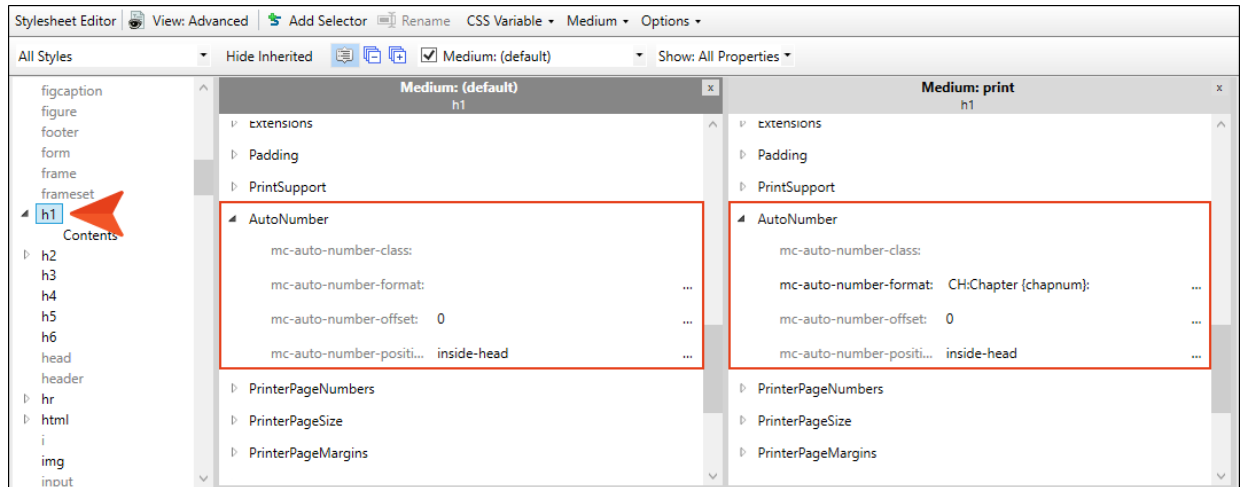 Stylesheet Editor View: Advanced Add Selector Rename CSS Variable Medium Options
All Styles Hide Inherited Medium: (default) Show: All Properties
figcaption
figure
footer
form
frame
frameset
h1
Contents
h2
h3
h4
h5
h6
head
header
hr
html
i
img
input
Medium: (default) x
h1
Extensions
Padding
PrintSupport
AutoNumber
mc-auto-number-class:
mc-auto-number-format: ...
mc-auto-number-offset: 0 ...
mc-auto-number-positi... inside-head ...
PrinterPageNumbers
PrinterPageSize
PrinterPageMargins
Medium: print x
h1
Extensions
Padding
PrintSupport
AutoNumber
mc-auto-number-class:
mc-auto-number-format: CH:Chapter {chapnum}: ...
mc-auto-number-offset: 0 ...
mc-auto-number-positi... inside-head ...
PrinterPageNumbers
PrinterPageSize
PrinterPageMargins